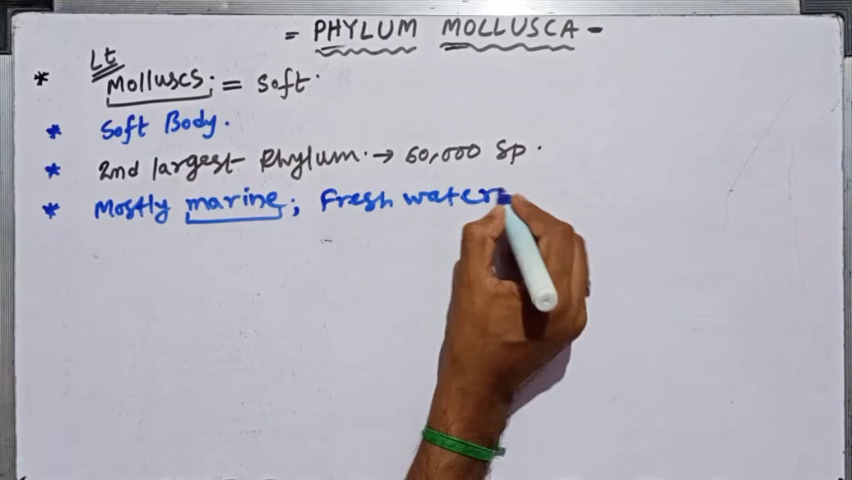 = PHYLUM MOLLUSCA -
Lt
* Molluscs. = Soft.
* Soft Body.
* 2nd largest Phylum. → 60,000 Sp.
* Mostly marine; Fresh water